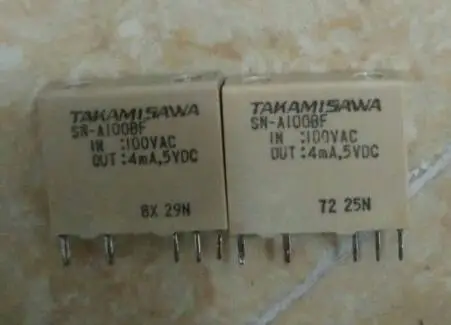 TAKAMISAWA
SN-A100BF
IN :100VAC
OUT :4mA,5VDC
8X 29N
TAKAMISAWA
SN-A100BF
IN :100VAC
OUT :4mA,5VDC
72 25N